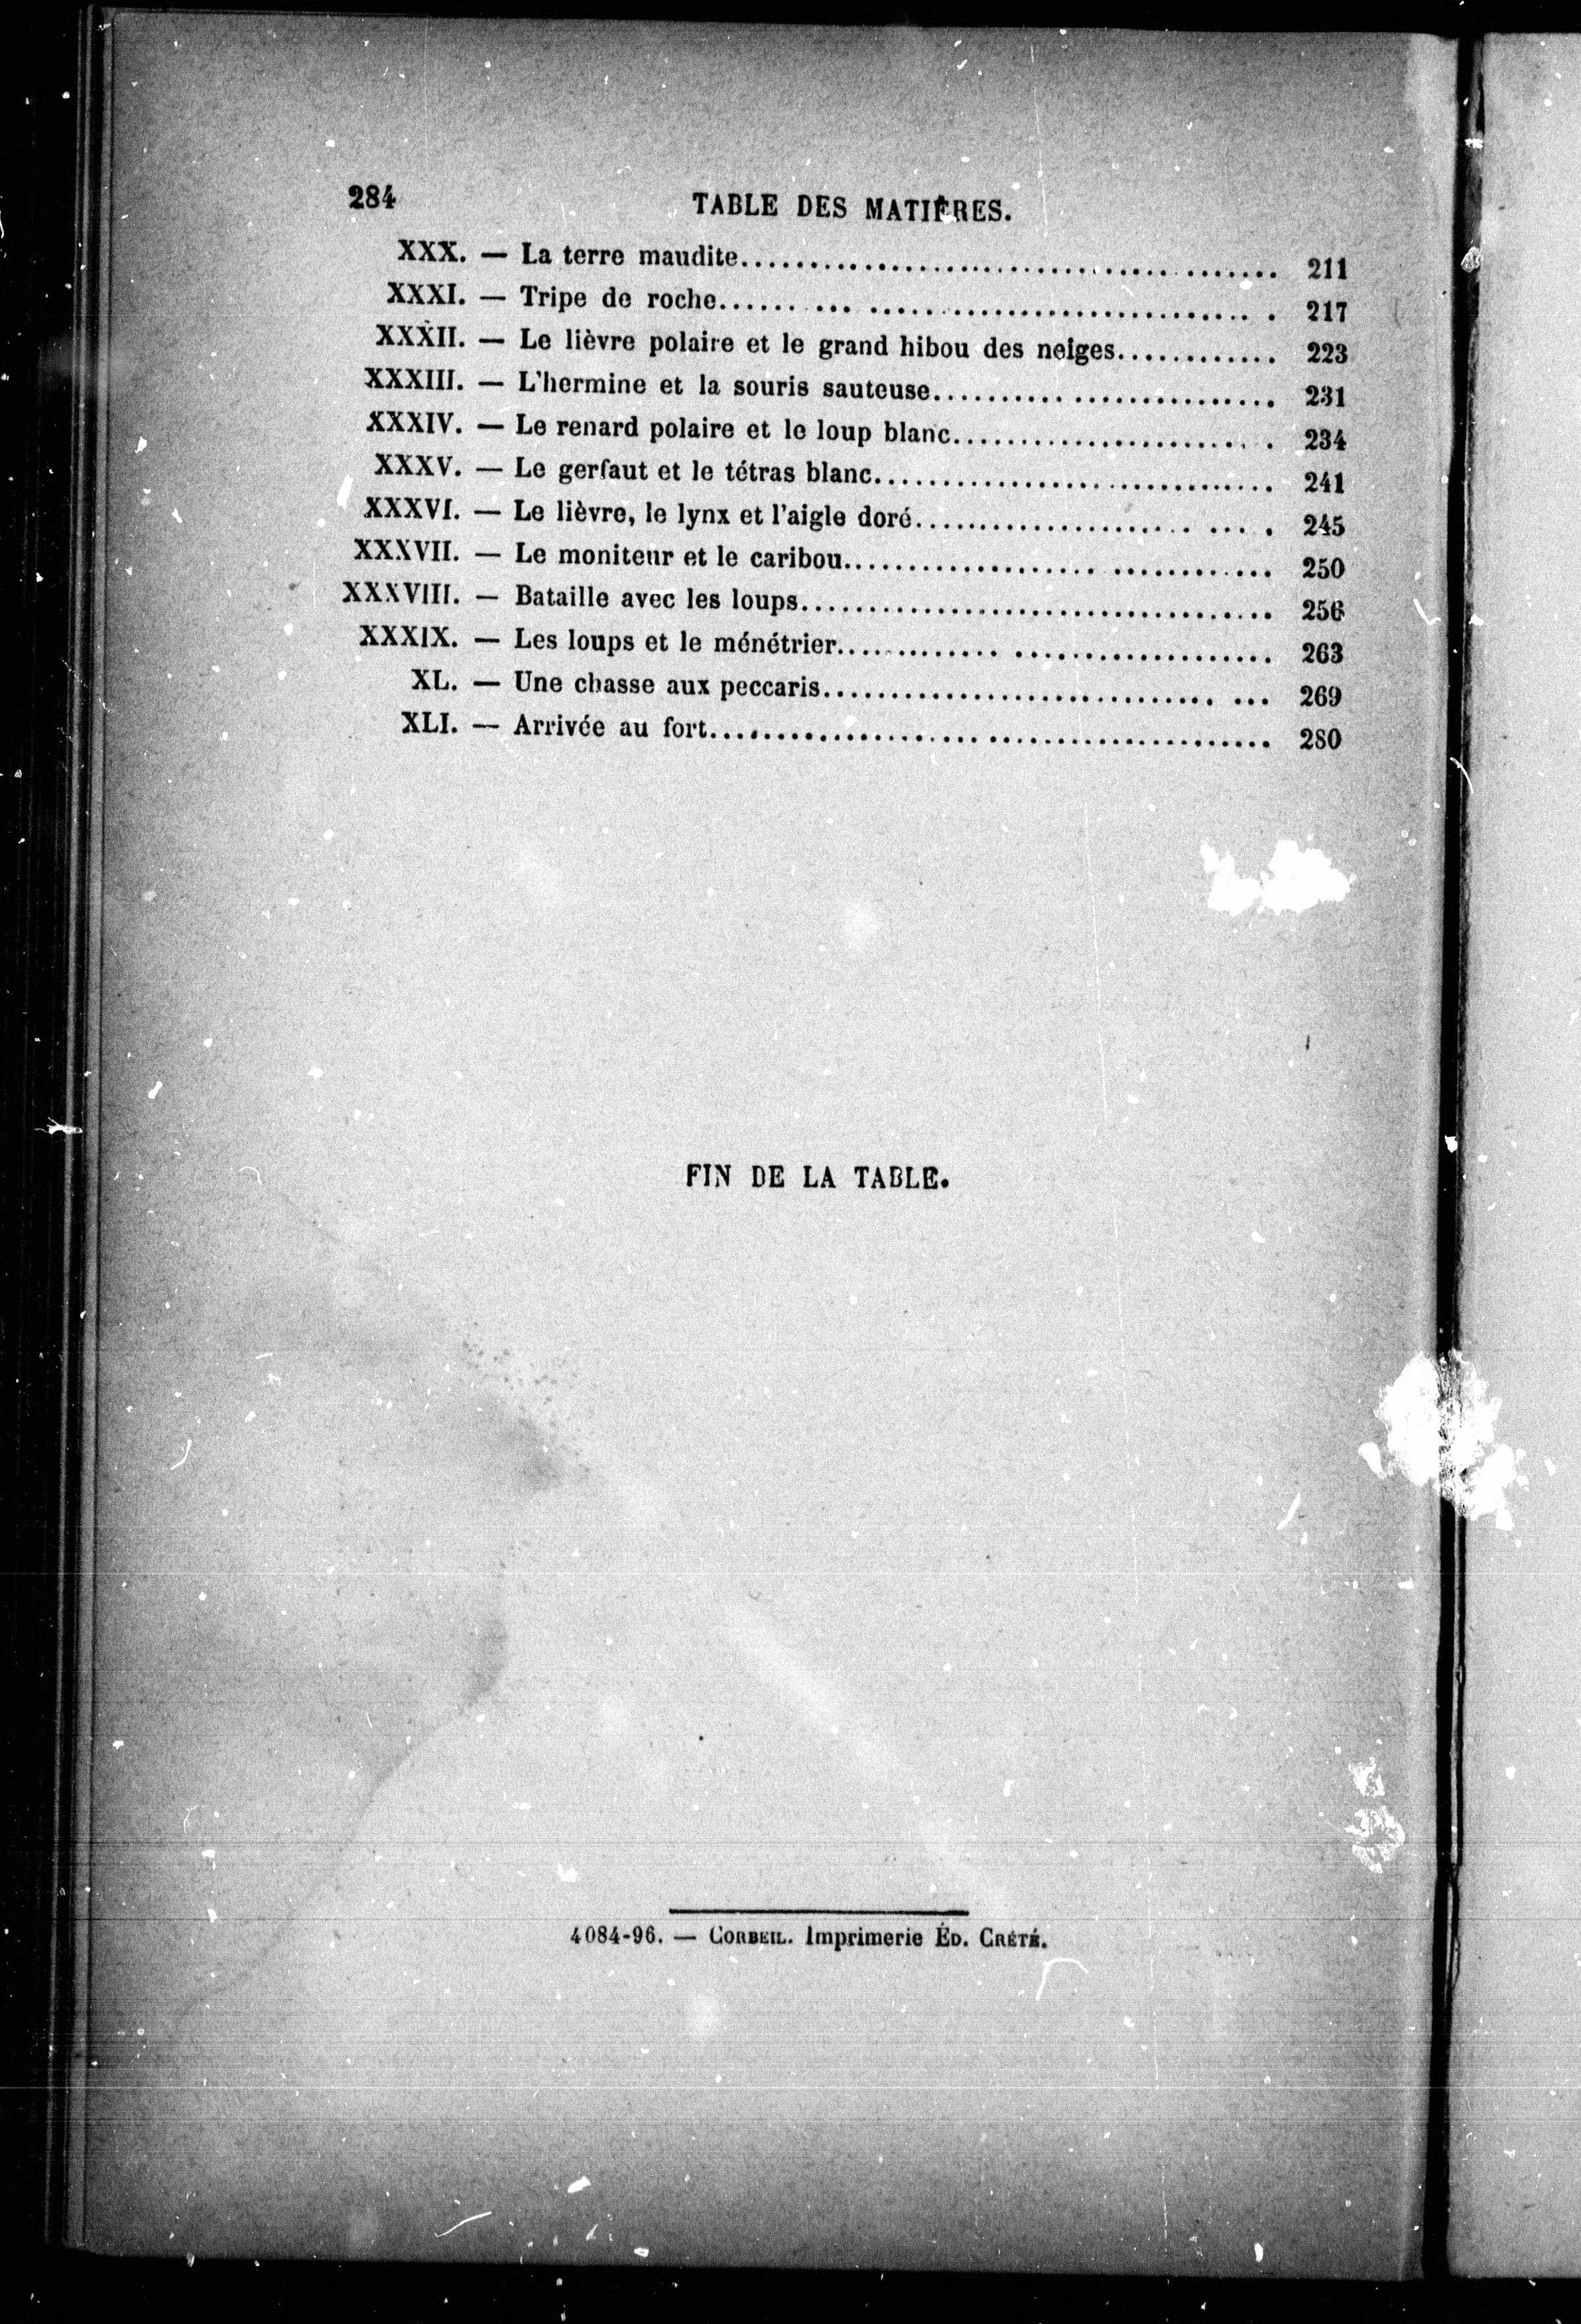 284
TABLE DES MATIÈRES.
XXX. — La terre maudite........................................ 211
XXXI. — Tripe de roche........................................ 217
XXXII. — Le lièvre polaire et le grand hibou des neiges............ 223
XXXIII. — L'hermine et la souris sauteuse.......................... 231
XXXIV. — Le renard polaire et le loup blanc........................ 234
XXXV. — Le gerfaut et le tétras blanc.............................. 241
XXXVI. — Le lièvre, le lynx et l'aigle doré......................... 245
XXXVII. — Le moniteur et le caribou................................ 250
XXXVIII. — Bataille avec les loups................................... 256
XXXIX. — Les loups et le ménétrier................................ 263
XL. — Une chasse aux peccaris................................ 269
XLI. — Arrivée au fort.......................................... 280
FIN DE LA TABLE.
4084-96. — CORBEIL. Imprimerie ÉD. CRÉTÉ.